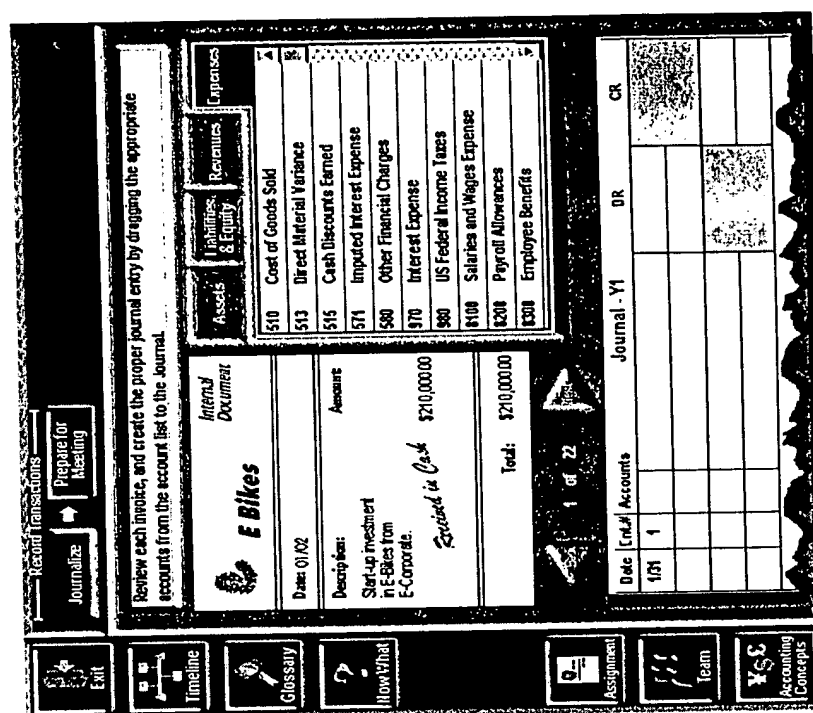 Record Transactions
Journalize
Prepare for
Meeting
Exit
Timeline
Glossary
Now What
Assignment
Team
¥$£
Accounting
Concepts
Review each invoice, and create the proper journal entry by dragging the appropriate
accounts from the account list to the Journal.
E Bikes
Internal
Document
Date: 01/02
Description:
Amount
Start-up investment
in E-Bikes from
E-Corporate.
$210,000.00
Received in Cash
Total: $210,000.00
Assets
Liabilities
& Equity
Revenues
Expenses
510 Cost of Goods Sold
513 Direct Material Variance
515 Cash Discounts Earned
571 Imputed Interest Expense
580 Other Financial Charges
970 Interest Expense
980 US Federal Income Taxes
8100 Salaries and Wages Expense
8200 Payroll Allowances
8300 Employee Benefits
1 of 22
Journal - Y1
Date Ent.# Accounts DR CR
1/31 1